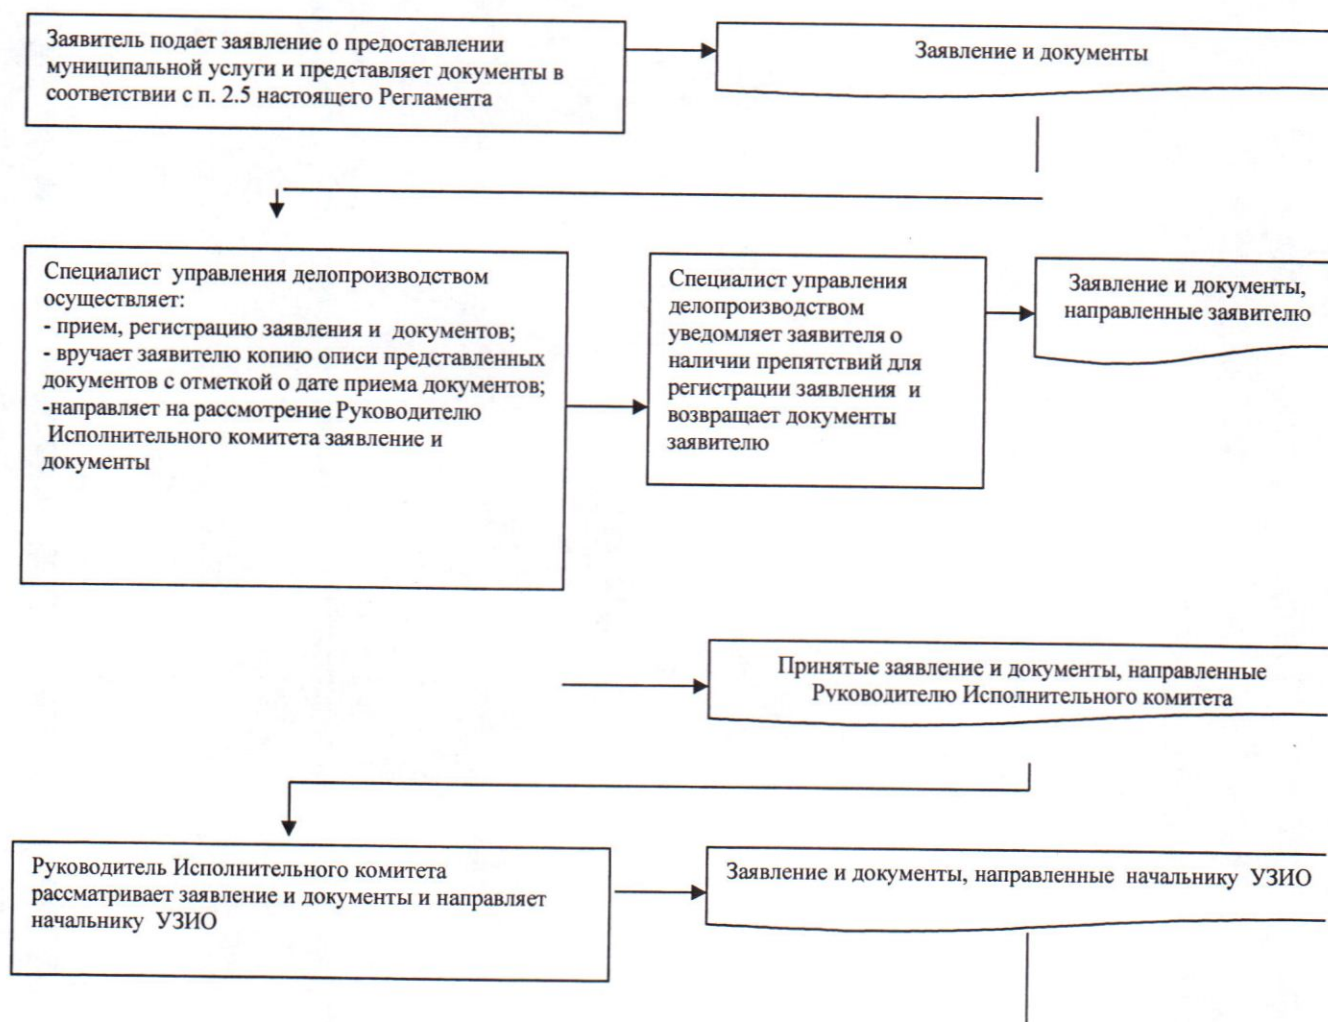 Заявитель подает заявление о предоставлении
муниципальной услуги и представляет документы в
соответствии с п. 2.5 настоящего Регламента
Заявление и документы
Специалист управления делопроизводством
осуществляет:
- прием, регистрацию заявления и документов;
- вручает заявителю копию описи представленных
документов с отметкой о дате приема документов;
-направляет на рассмотрение Руководителю
Исполнительного комитета заявление и
документы
Специалист управления
делопроизводством
уведомляет заявителя о
наличии препятствий для
регистрации заявления и
возвращает документы
заявителю
Заявление и документы,
направленные заявителю
Принятые заявление и документы, направленные
Руководителю Исполнительного комитета
Руководитель Исполнительного комитета
рассматривает заявление и документы и направляет
начальнику УЗИО
Заявление и документы, направленные начальнику УЗИО